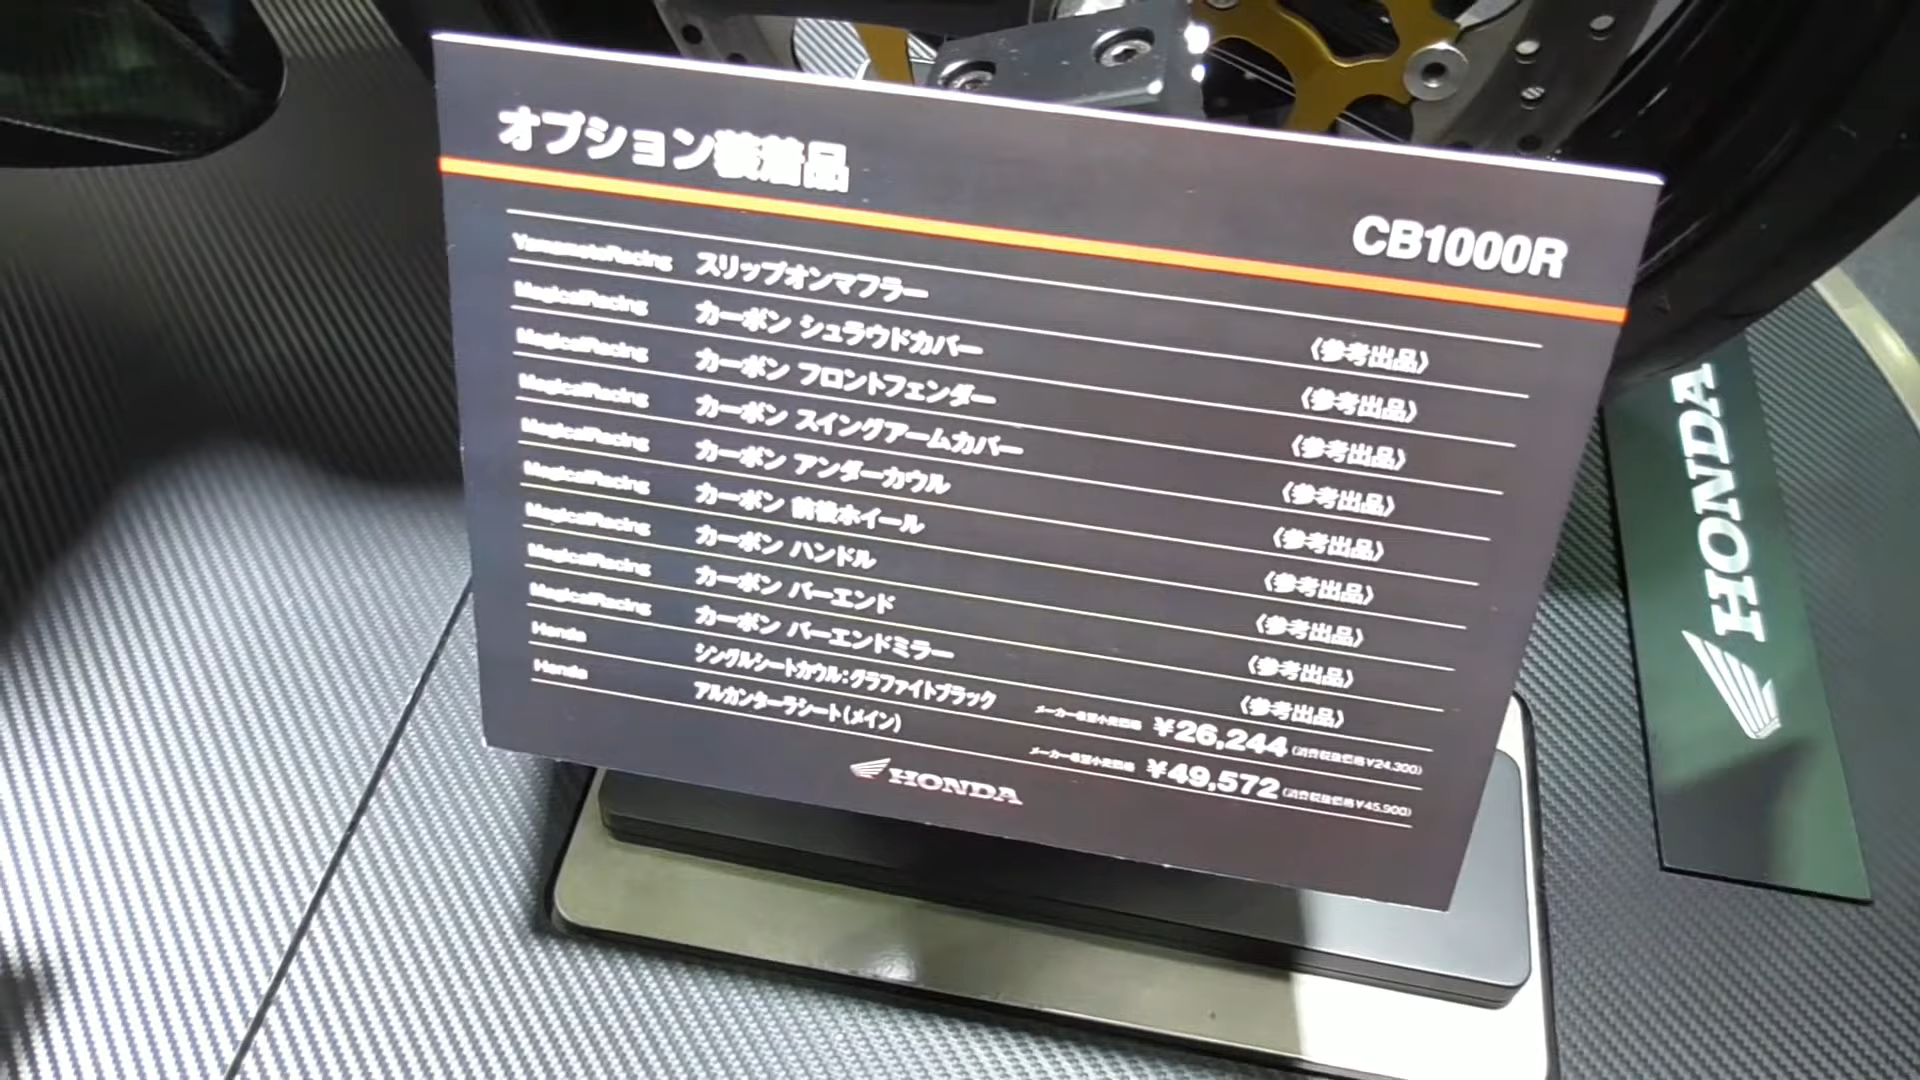 オプション装着品
CB1000R
YamamotoRacing スリップオンマフラー 〈参考出品〉
MagicalRacing カーボン シュラウドカバー 〈参考出品〉
MagicalRacing カーボン フロントフェンダー 〈参考出品〉
MagicalRacing カーボン スイングアームカバー 〈参考出品〉
MagicalRacing カーボン アンダーカウル 〈参考出品〉
MagicalRacing カーボン 前後ホイール 〈参考出品〉
MagicalRacing カーボン ハンドル 〈参考出品〉
MagicalRacing カーボン バーエンド 〈参考出品〉
MagicalRacing カーボン バーエンドミラー 〈参考出品〉
Honda シングルシートカウル:グラファイトブラック メーカー希望小売価格 ¥26,244 (消費税抜価格¥24,300)
Honda アルカンターラシート(メイン) メーカー希望小売価格 ¥49,572 (消費税抜価格¥45,900)
HONDA
HONDA